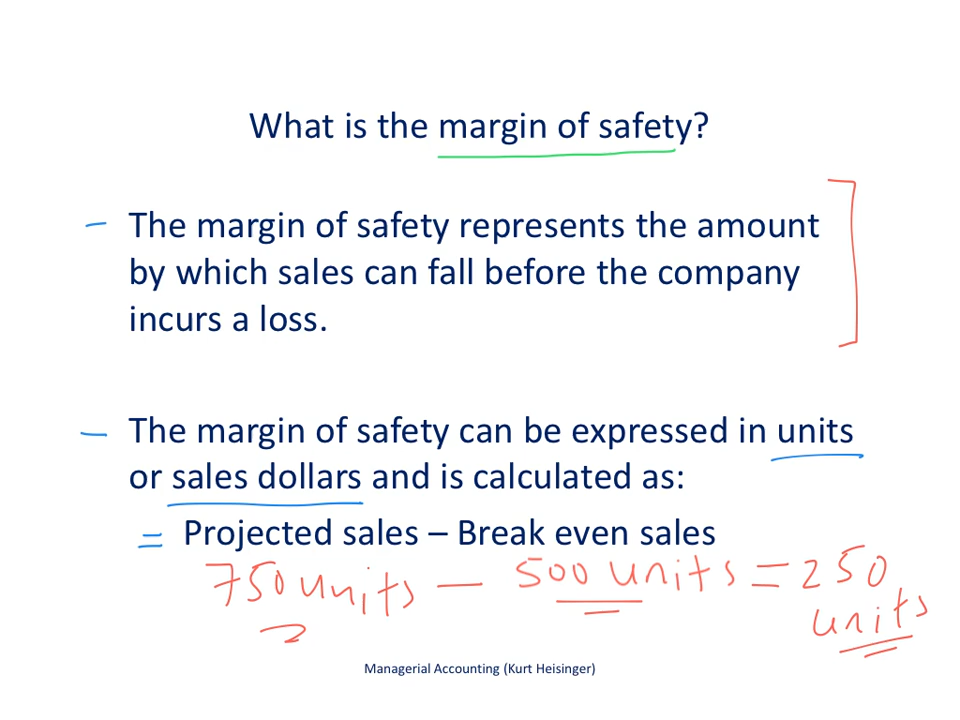 What is the margin of safety?
The margin of safety represents the amount
by which sales can fall before the company
incurs a loss.
The margin of safety can be expressed in units
or sales dollars and is calculated as:
= Projected sales – Break even sales
750 units — 500 units = 250
units
Managerial Accounting (Kurt Heisinger)